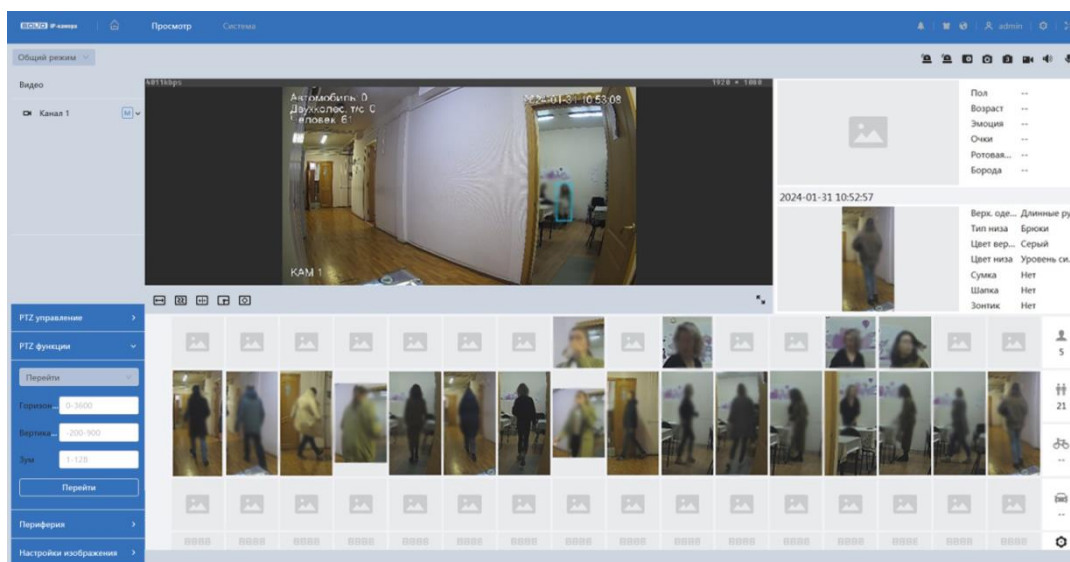 BOLID IP-камера
Просмотр
Система
admin
Общий режим
Видео
Канал 1
M
4011kbps
1920 * 1080
Автомобиль: 0
Двухколес. т/с: 0
Человек: 61
2024-01-31 10:53:08
КАМ 1
Пол --
Возраст --
Эмоция --
Очки --
Ротовая... --
Борода --
2024-01-31 10:52:57
Верх. оде... Длинные ру
Тип низа Брюки
Цвет вер... Серый
Цвет низа Уровень си.
Сумка Нет
Шапка Нет
Зонтик Нет
PTZ управление
PTZ функции
Перейти
Горизон... 0-3600
Вертика... -200-900
Зум 1-128
Перейти
Периферия
Настройки изображения
5
21
--
--